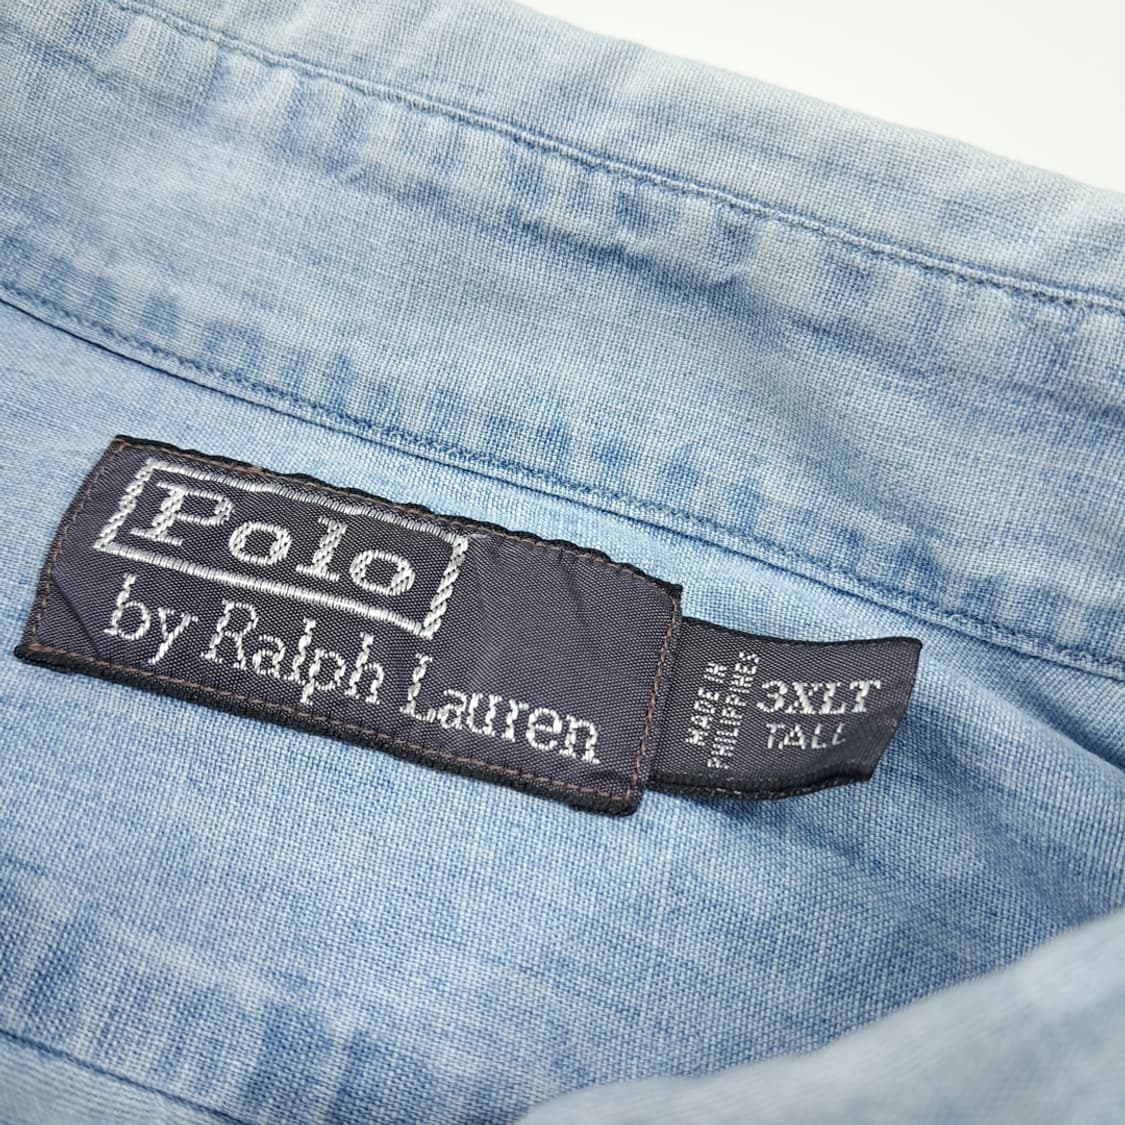 Polo
by Ralph Lauren
MADE IN
PHILIPPINES
3XLT
TALL